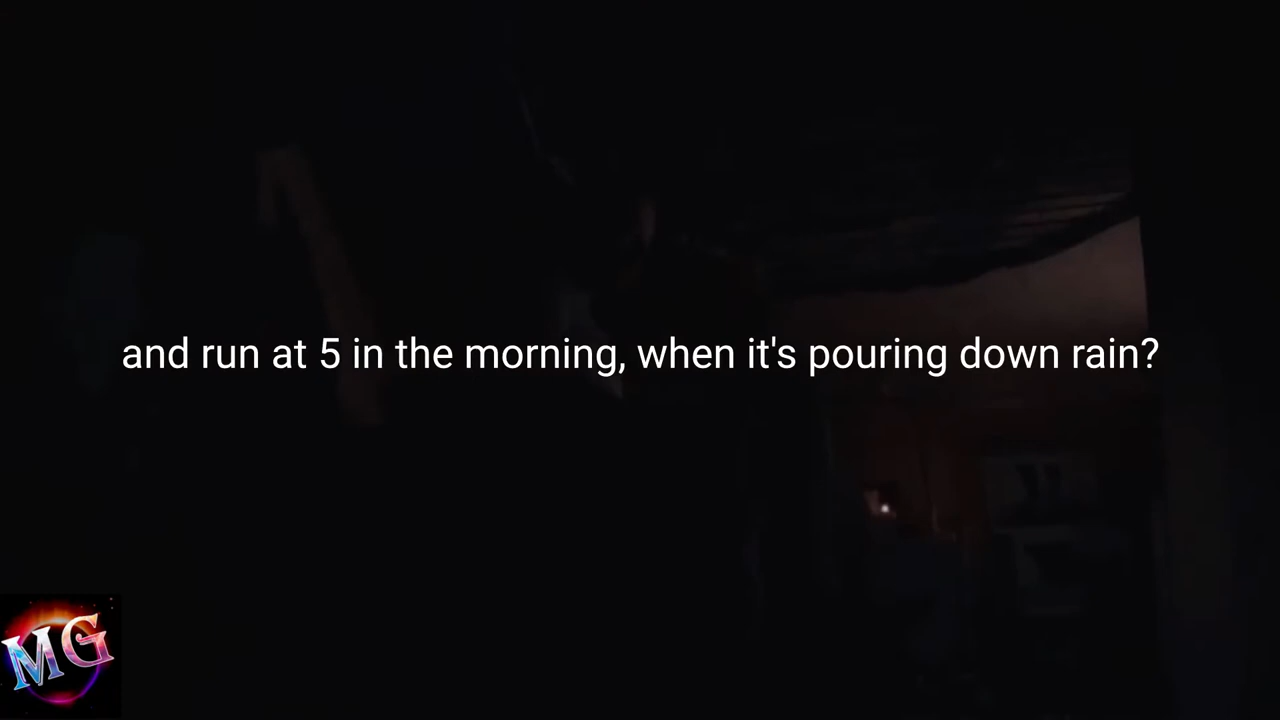 and run at 5 in the morning, when it's pouring down rain?
MG